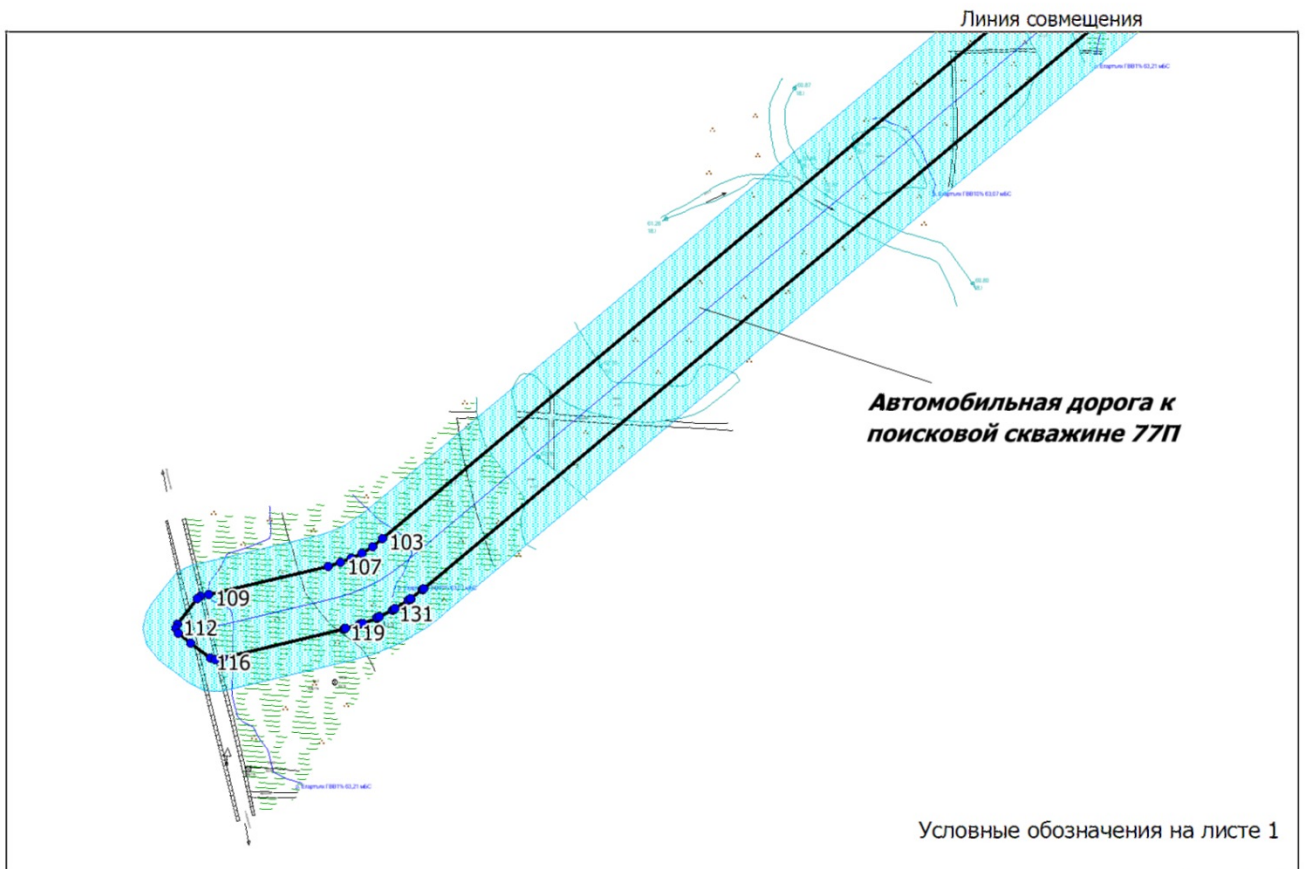 Линия совмещения
Автомобильная дорога к
поисковой скважине 77П
103
107
109
131
112
119
116
Условные обозначения на листе 1